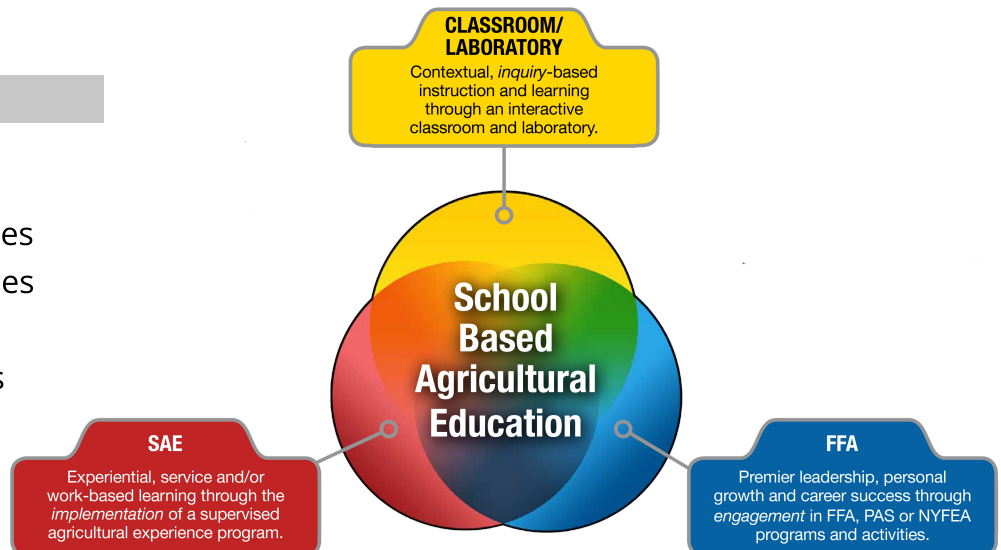 CLASSROOM/
LABORATORY
Contextual, inquiry-based
instruction and learning
through an interactive
classroom and laboratory.
es
es
s
School
Based
Agricultural
Education
SAE
Experiential, service and/or
work-based learning through the
implementation of a supervised
agricultural experience program.
FFA
Premier leadership, personal
growth and career success through
engagement in FFA, PAS or NYFEA
programs and activities.